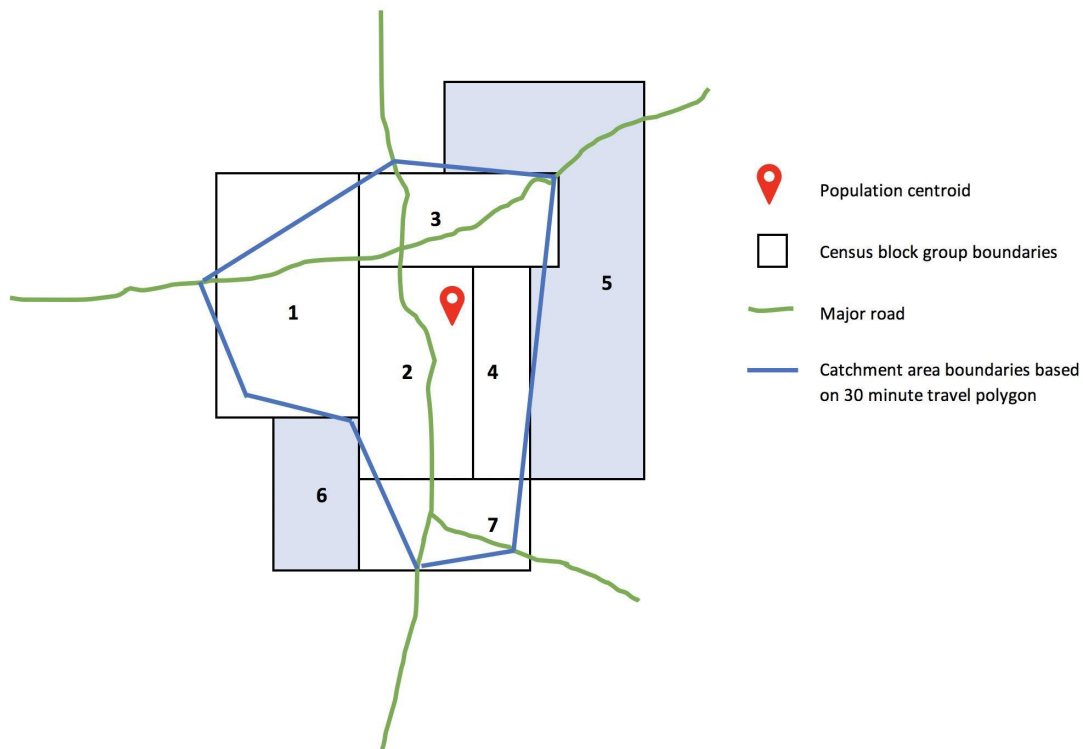 3
5
1
2
4
6
7
Population centroid
Census block group boundaries
Major road
Catchment area boundaries based
on 30 minute travel polygon